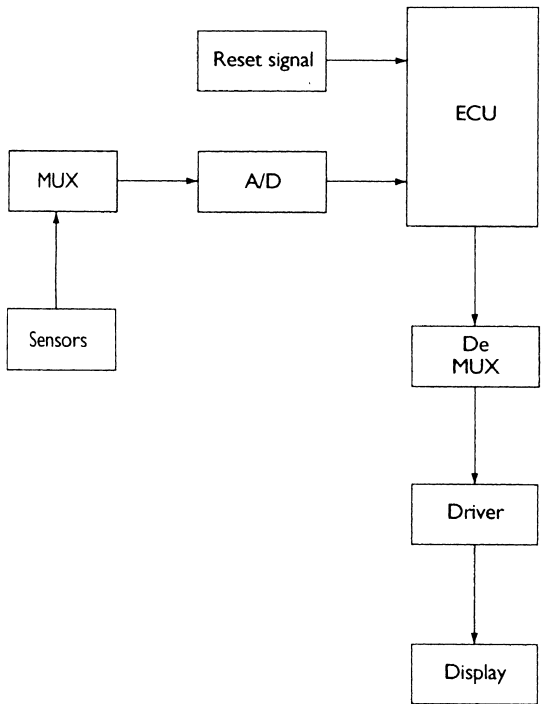 Reset signal
ECU
MUX
A/D
Sensors
De
MUX
Driver
Display